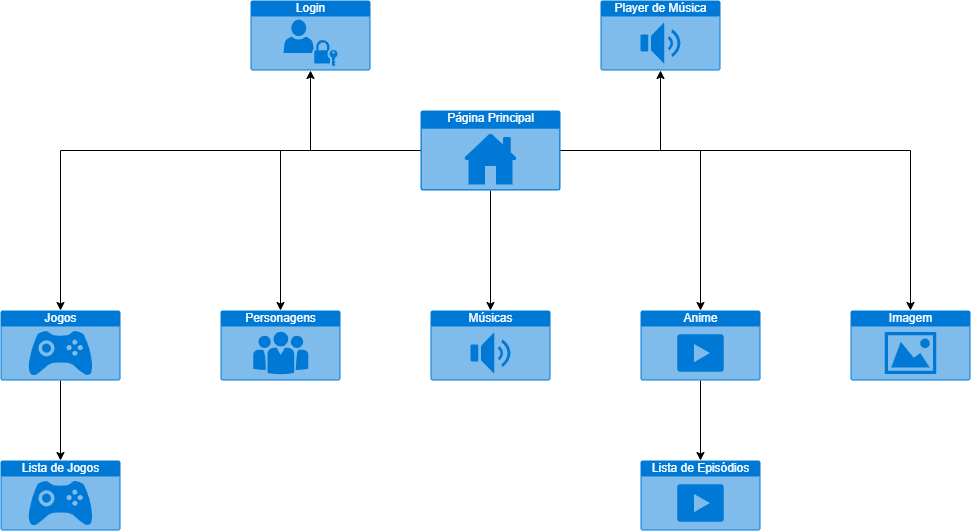 Login
Player de Música
Página Principal
Jogos
Personagens
Músicas
Anime
Imagem
Lista de Jogos
Lista de Episódios